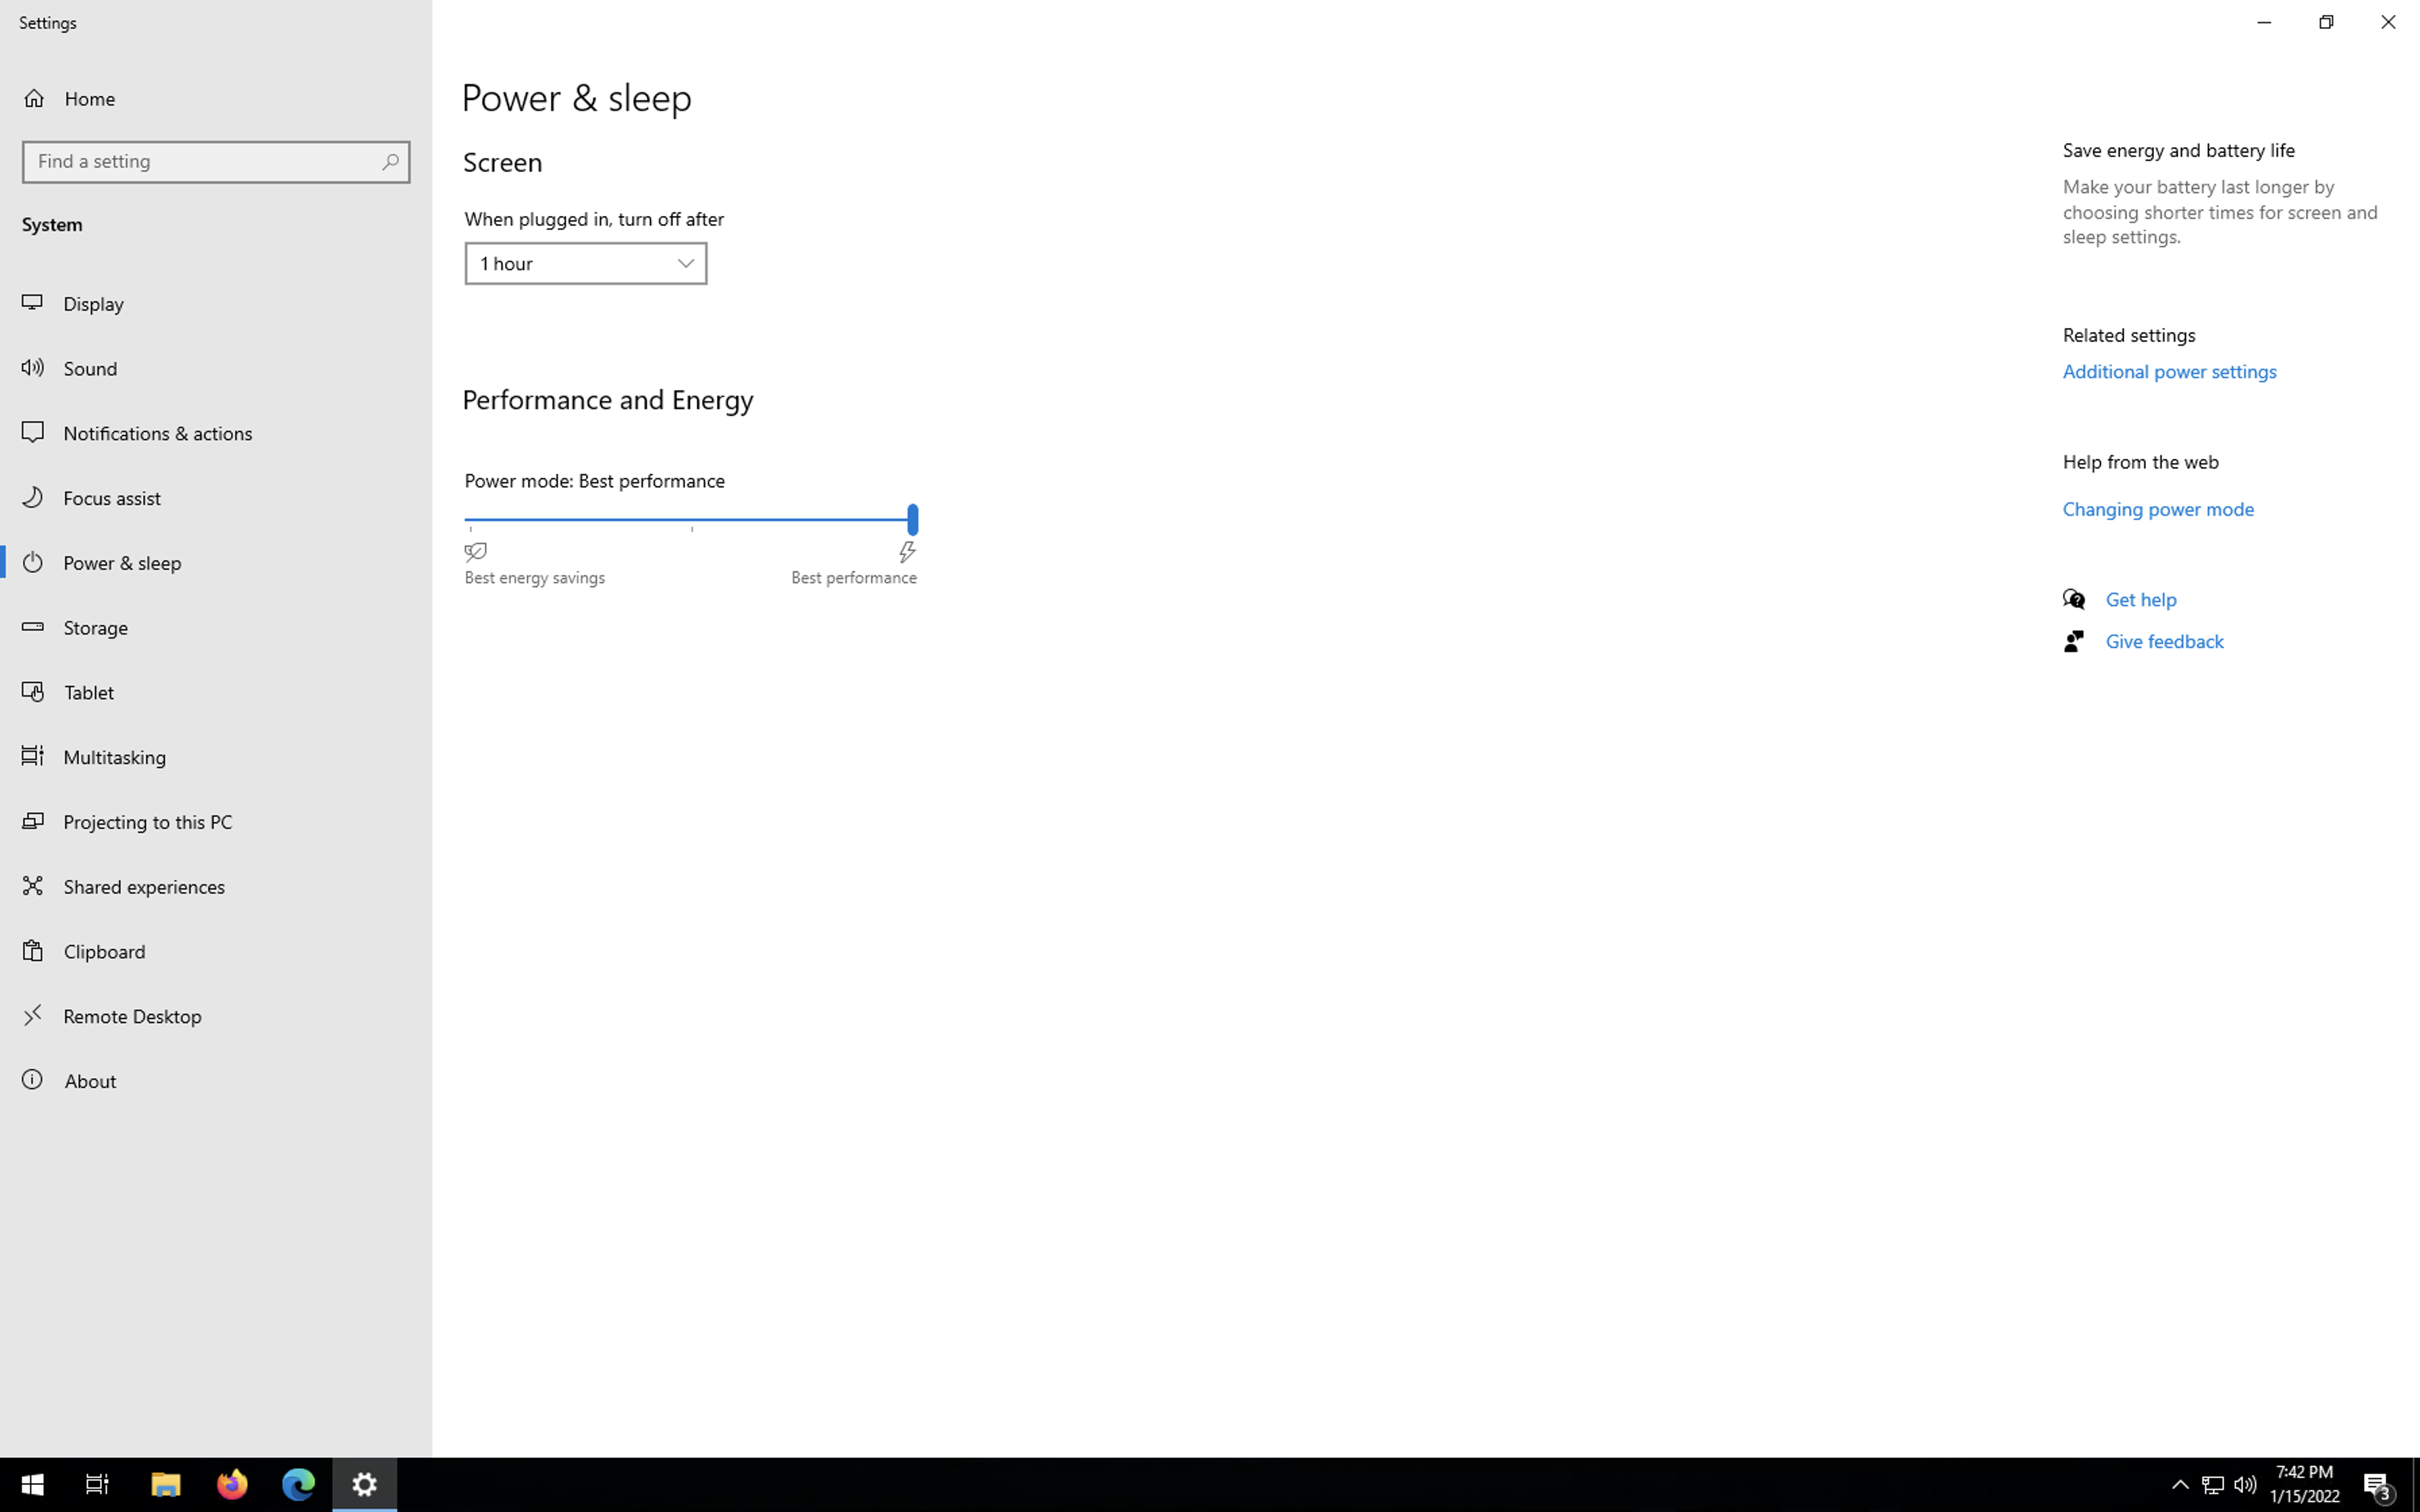 Settings
Home
Find a setting
System
Display
Sound
Notifications & actions
Focus assist
Power & sleep
Storage
Tablet
Multitasking
Projecting to this PC
Shared experiences
Clipboard
Remote Desktop
About
Power & sleep
Screen
When plugged in, turn off after
1 hour
Performance and Energy
Power mode: Best performance
Best energy savings
Best performance
Save energy and battery life
Make your battery last longer by
choosing shorter times for screen and
sleep settings.
Related settings
Additional power settings
Help from the web
Changing power mode
Get help
Give feedback
7:42 PM
1/15/2022
3